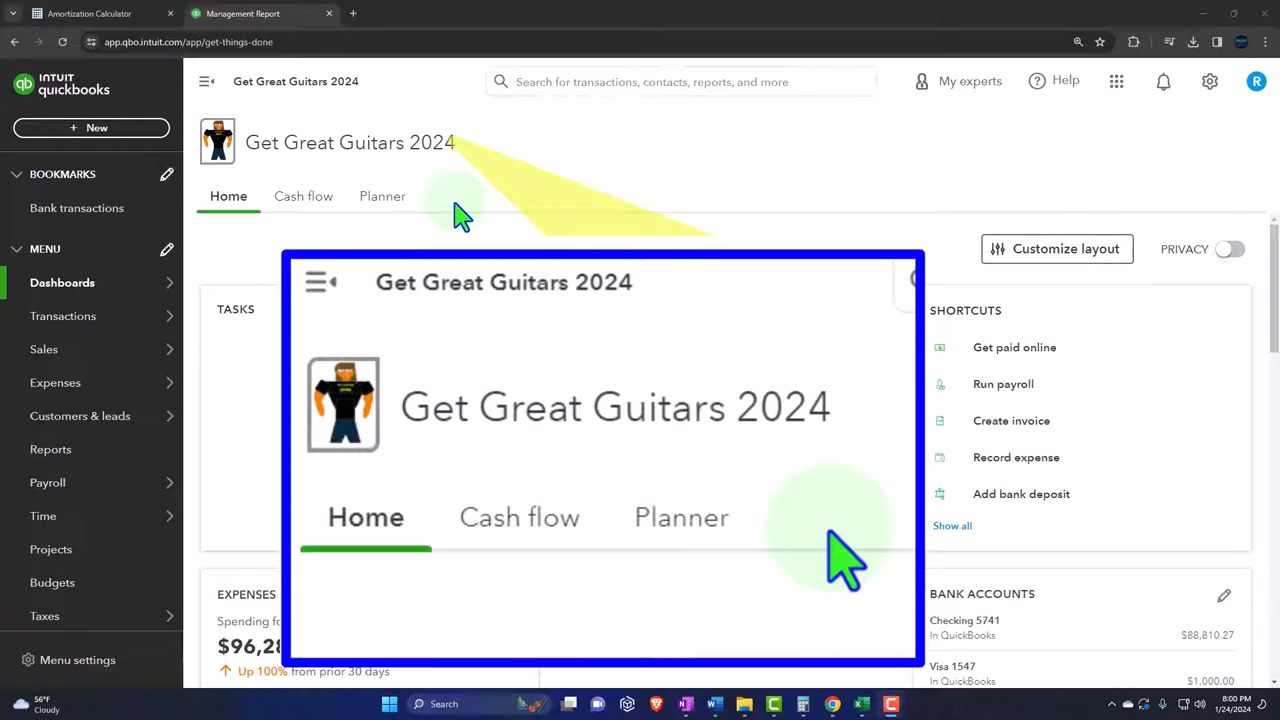 Amortization Calculator
Management Report
app.qbo.intuit.com/app/get-things-done
INTUIT
quickbooks
Get Great Guitars 2024
Search for transactions, contacts, reports, and more
My experts
Help
R
+ New
Get Great Guitars 2024
BOOKMARKS
Bank transactions
Home
Cash flow
Planner
MENU
Dashboards
Transactions
Sales
Expenses
Customers & leads
Reports
Payroll
Time
Projects
Budgets
Taxes
Menu settings
Customize layout
PRIVACY
TASKS
Get Great Guitars 2024
Get Great Guitars 2024
Home
Cash flow
Planner
SHORTCUTS
Get paid online
Run payroll
Create invoice
Record expense
Add bank deposit
Show all
EXPENSES
Spending
$96,28
Up 100% from prior 30 days
BANK ACCOUNTS
Checking 5741
In QuickBooks
$88,810.27
Visa 1547
In QuickBooks
$1,000.00
56°F
Cloudy
Search
8:00 PM
1/24/2024